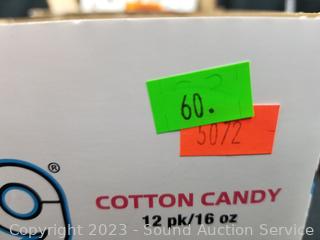 60.
5072
®
COTTON CANDY
12 pk/16 oz
Copyright 2023 - Sound Auction Service